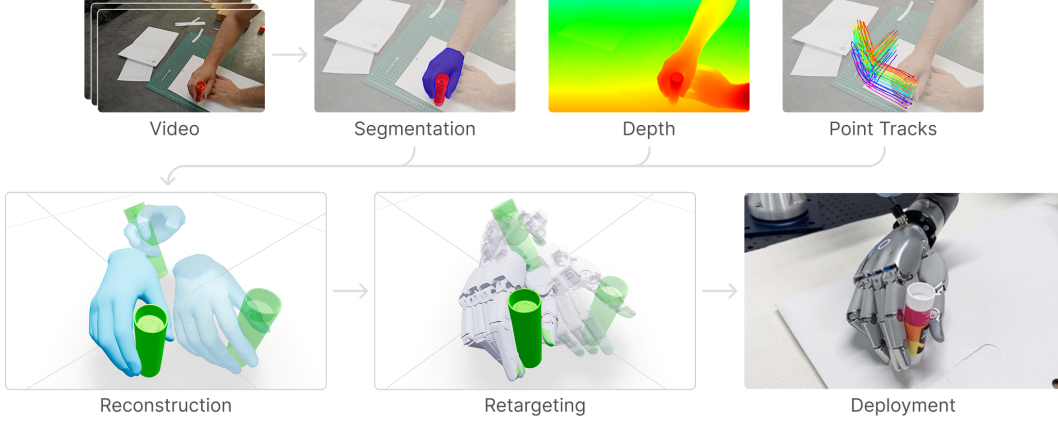 Video
Segmentation
Depth
Point Tracks
Reconstruction
Retargeting
Deployment